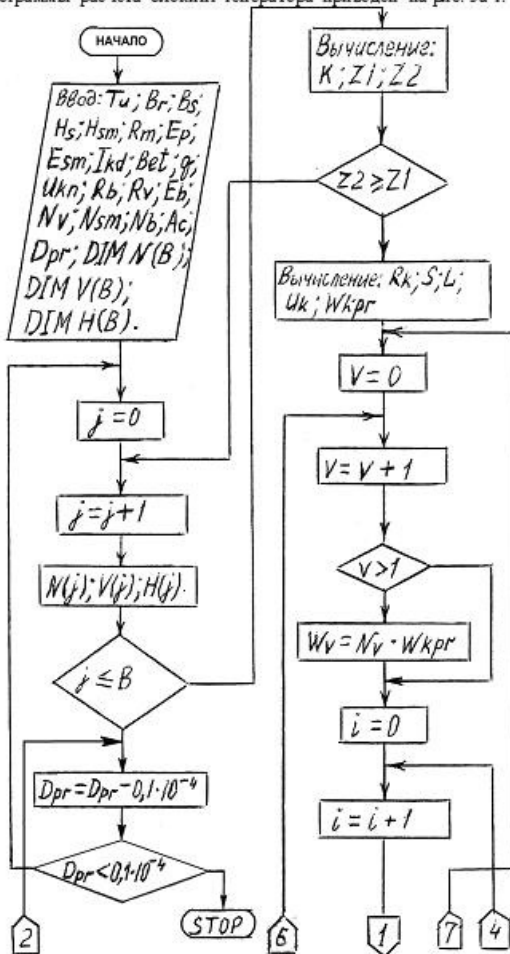 НАЧАЛО
Ввод: Tu; Br; Bs;
Hs; Hsm; Rm; Ep;
Esm; Ikd; Bet; g;
Ukn; Rb; Rv; Eb;
Nv; Nsm; Nb; Ac;
Dpr; DIM N(B);
DIM V(B);
DIM H(B).
j=0
j=j+1
N(j); V(j); H(j).
j≤B
Dpr=Dpr-0,1·10⁻⁴
Dpr<0,1·10⁻⁴
STOP
2
Вычисление:
K; Z1; Z2
Z2≥Z1
Вычисление: Rk; S; L;
Uk; Wkpr
V=0
V=V+1
V>1
Wv=Nv·Wkpr
i=0
i=i+1
6
1
7
4